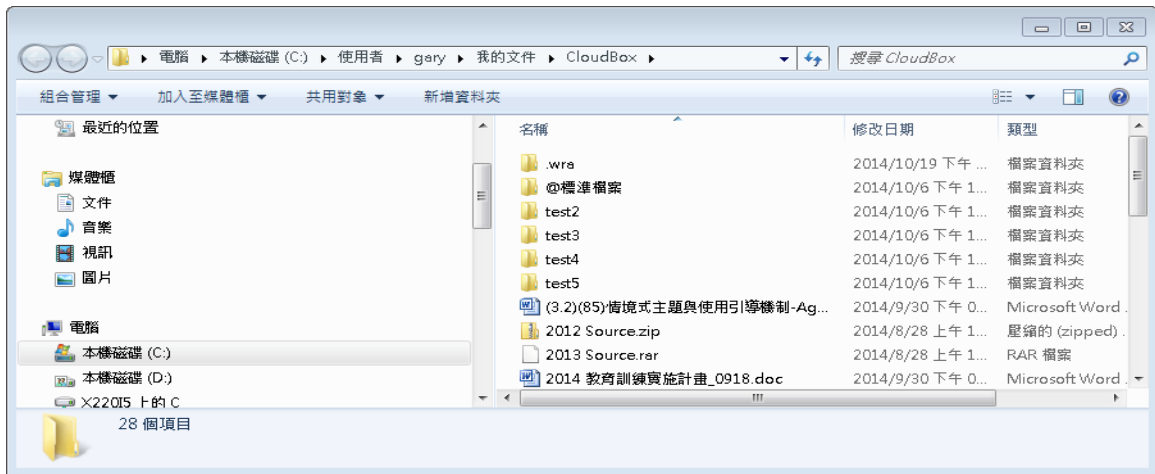 電腦 本機磁碟 (C:) 使用者 gary 我的文件 CloudBox 搜尋 CloudBox
組合管理 加入至媒體櫃 共用對象 新增資料夾
最近的位置
媒體櫃
文件
音樂
視訊
圖片
電腦
本機磁碟 (C:)
本機磁碟 (D:)
X220I5 上的 C
名稱 修改日期 類型
.wra 2014/10/19 下午 ... 檔案資料夾
@標準檔案 2014/10/6 下午 1... 檔案資料夾
test2 2014/10/6 下午 1... 檔案資料夾
test3 2014/10/6 下午 1... 檔案資料夾
test4 2014/10/6 下午 1... 檔案資料夾
test5 2014/10/6 下午 1... 檔案資料夾
(3.2)(85)情境式主題與使用引導機制-Ag... 2014/9/30 下午 0... Microsoft Word .
2012 Source.zip 2014/8/28 上午 1... 壓縮的 (zipped) .
2013 Source.rar 2014/8/28 上午 1... RAR 檔案
2014 教育訓練實施計畫_0918.doc 2014/9/30 下午 0... Microsoft Word .
28 個項目